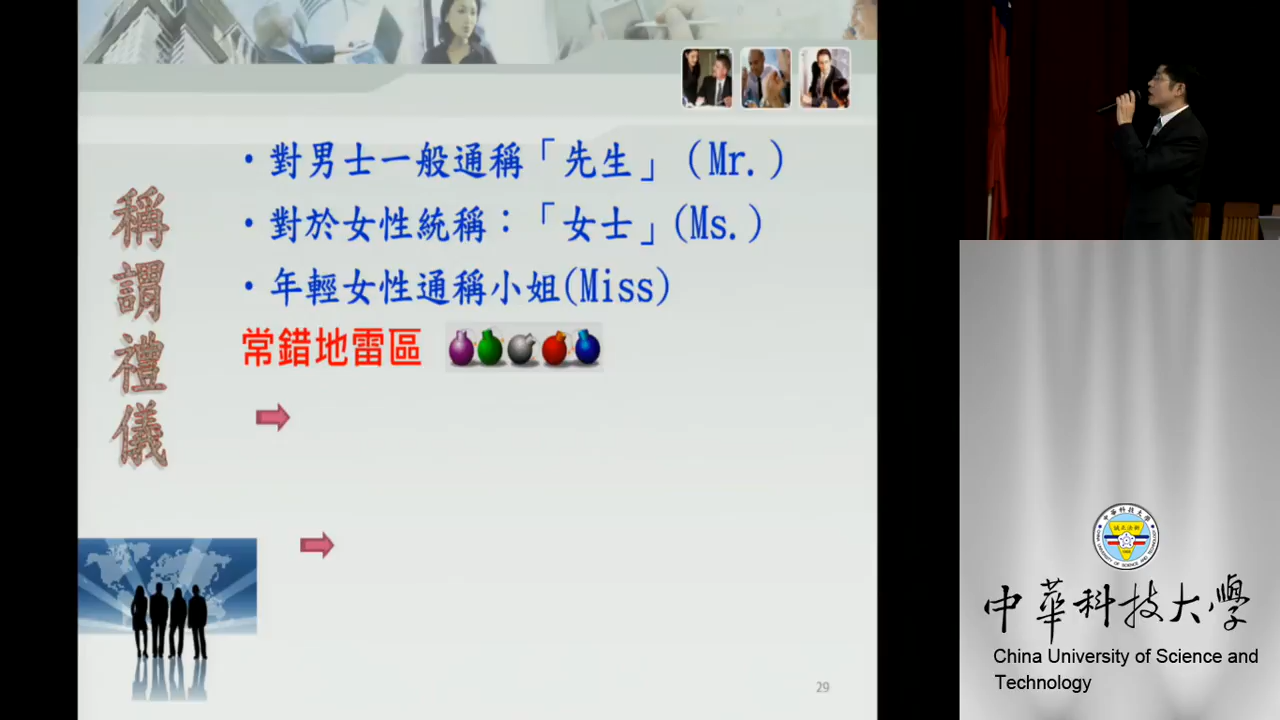 稱謂禮儀
・對男士一般通稱「先生」（Mr.）
・對於女性統稱：「女士」(Ms.)
・年輕女性通稱小姐(Miss)
常錯地雷區
29
中華科技大學
China University of Science and
Technology